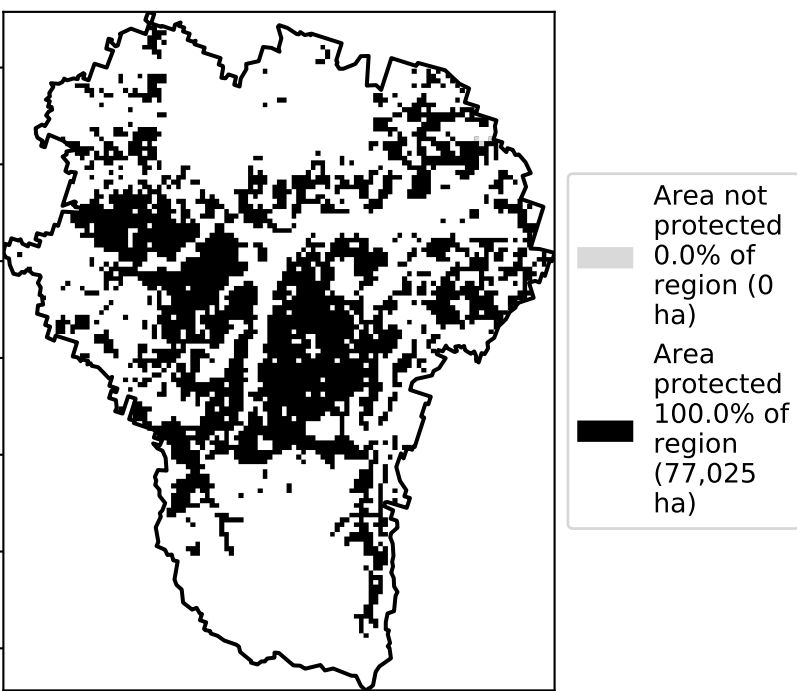 Area not
protected
0.0% of
region (0
ha)
Area
protected
100.0% of
region
(77,025
ha)